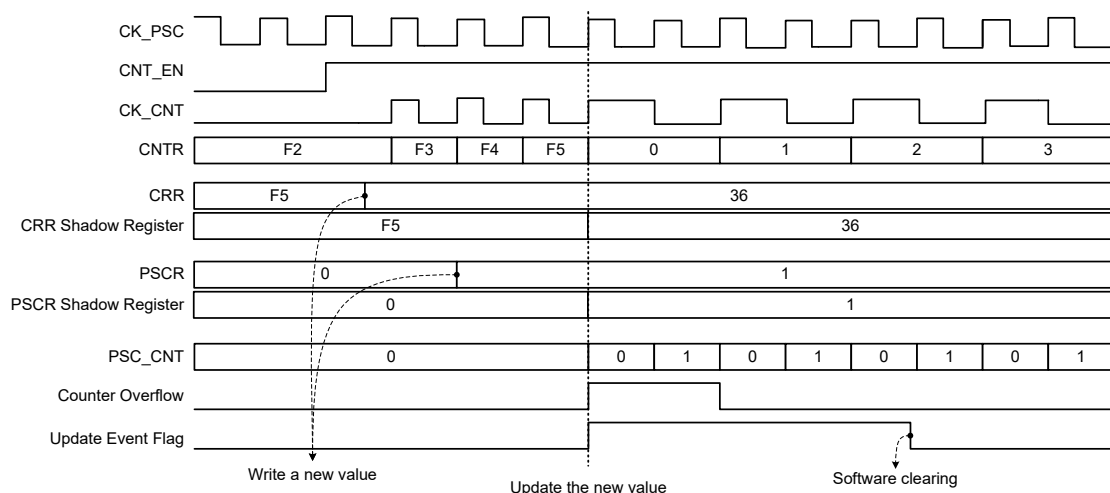 CK_PSC
CNT_EN
CK_CNT
CNTR F2 F3 F4 F5 0 1 2 3
CRR F5 36
CRR Shadow Register F5 36
PSCR 0 1
PSCR Shadow Register 0 1
PSC_CNT 0 0 1 0 1 0 1 0 1
Counter Overflow
Update Event Flag
Write a new value
Update the new value
Software clearing